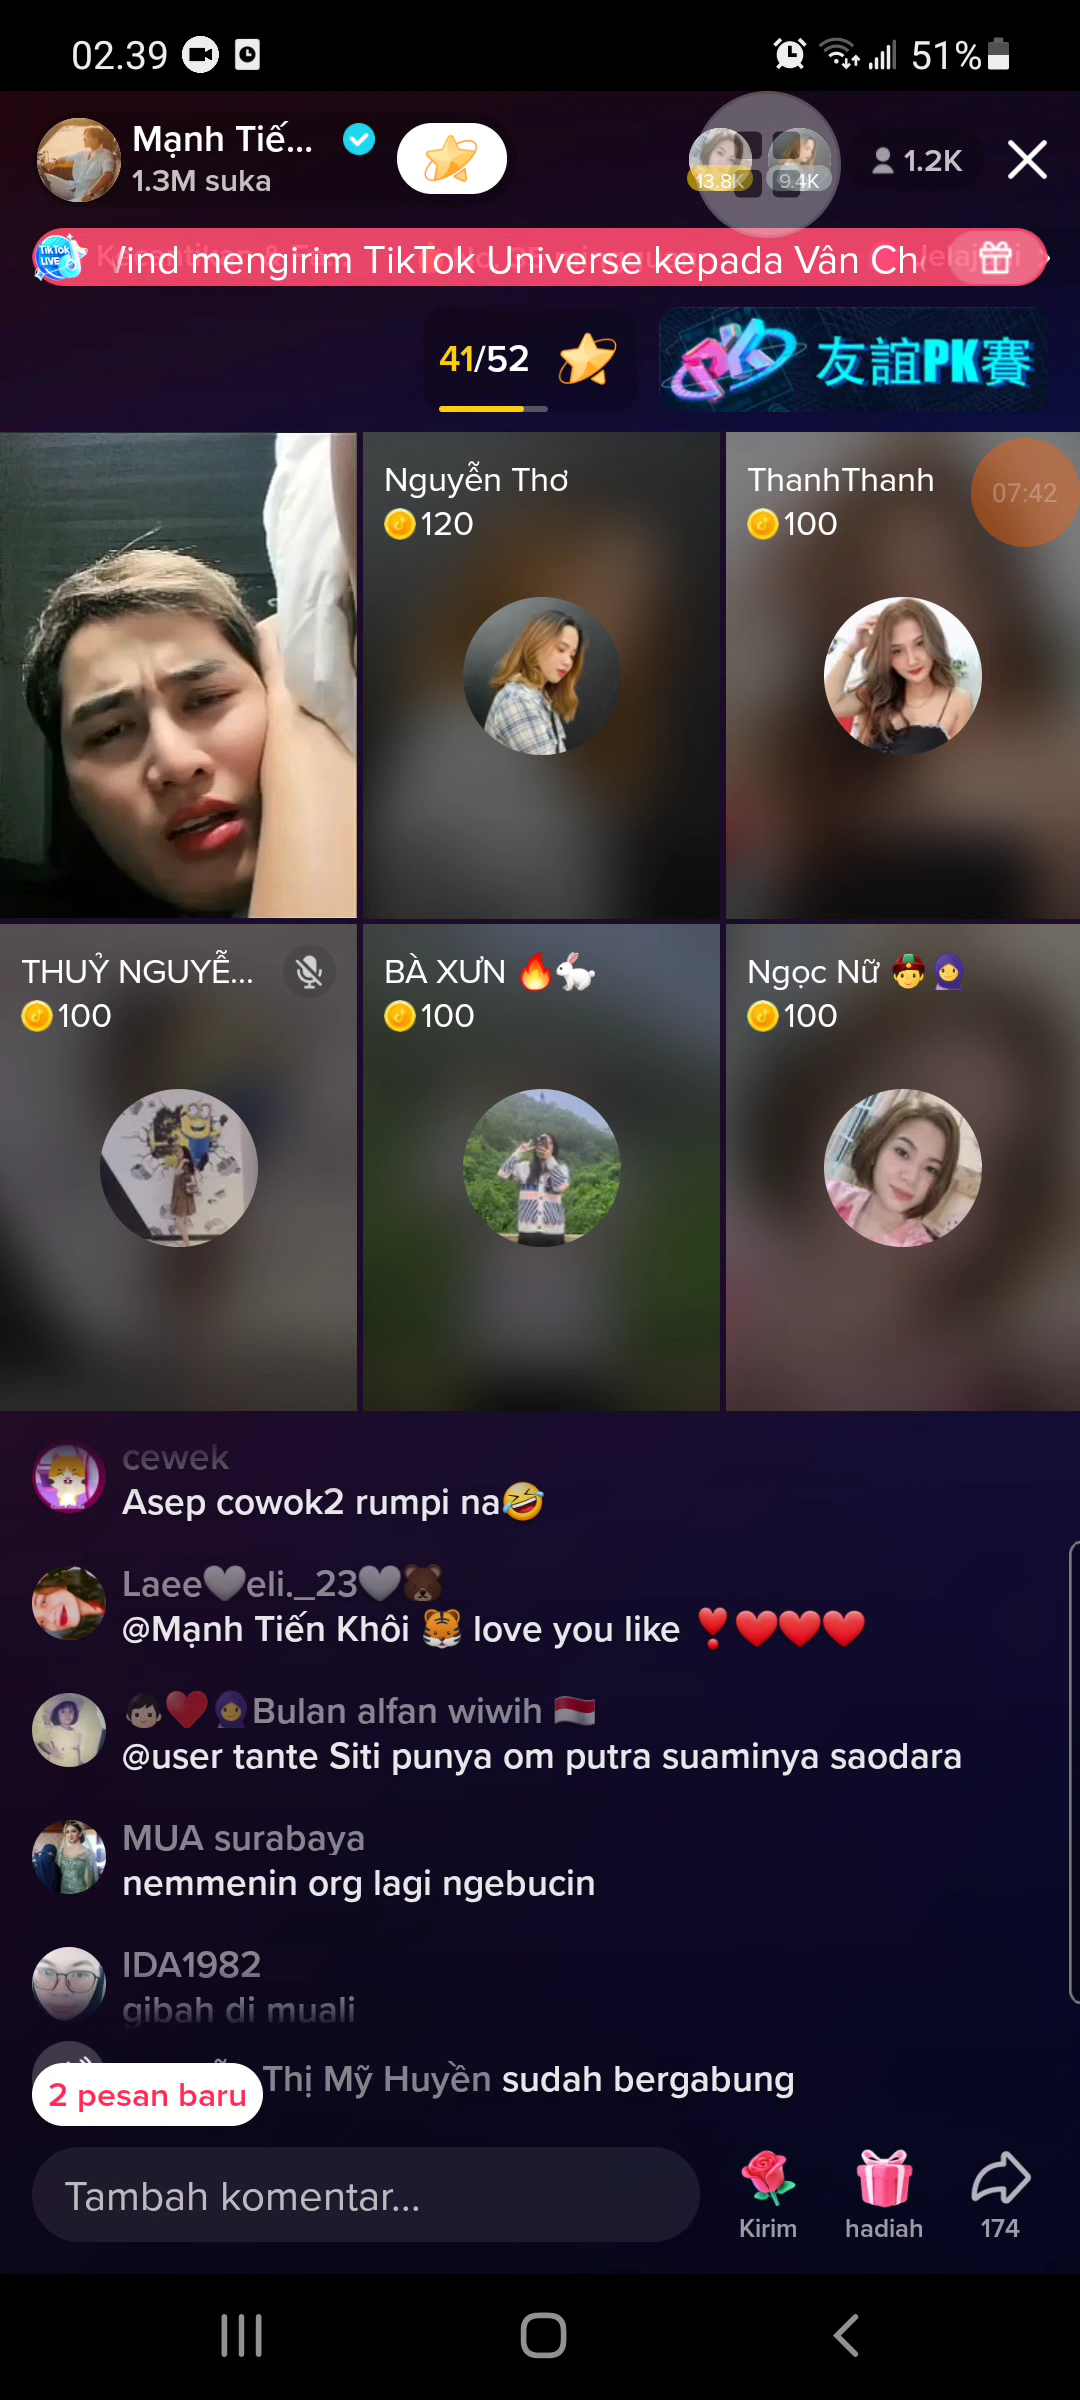 02.39
51%
Mạnh Tiế...
1.3M suka
13.8K
9.4K
1.2K
TikTok
LIVE
Vind mengirim TikTok Universe kepada Vân Ch
41/52
PK
友誼PK賽
Nguyễn Thơ
120
ThanhThanh
100
07:42
THUỶ NGUYỄ...
100
BÀ XƯN 🔥🐇
100
Ngọc Nữ 👲🧕
100
cewek
Asep cowok2 rumpi na🤣
Laee🤍eli._23🤍🐻
@Mạnh Tiến Khôi 🐯 love you like ❣️❤️❤️❤️
👦🏻❤️🧕Bulan alfan wiwih 🇮🇩
@user tante Siti punya om putra suaminya saodara
MUA surabaya
nemmenin org lagi ngebucin
IDA1982
gibah di muali
Thị Mỹ Huyền sudah bergabung
2 pesan baru
Tambah komentar...
Kirim
hadiah
174